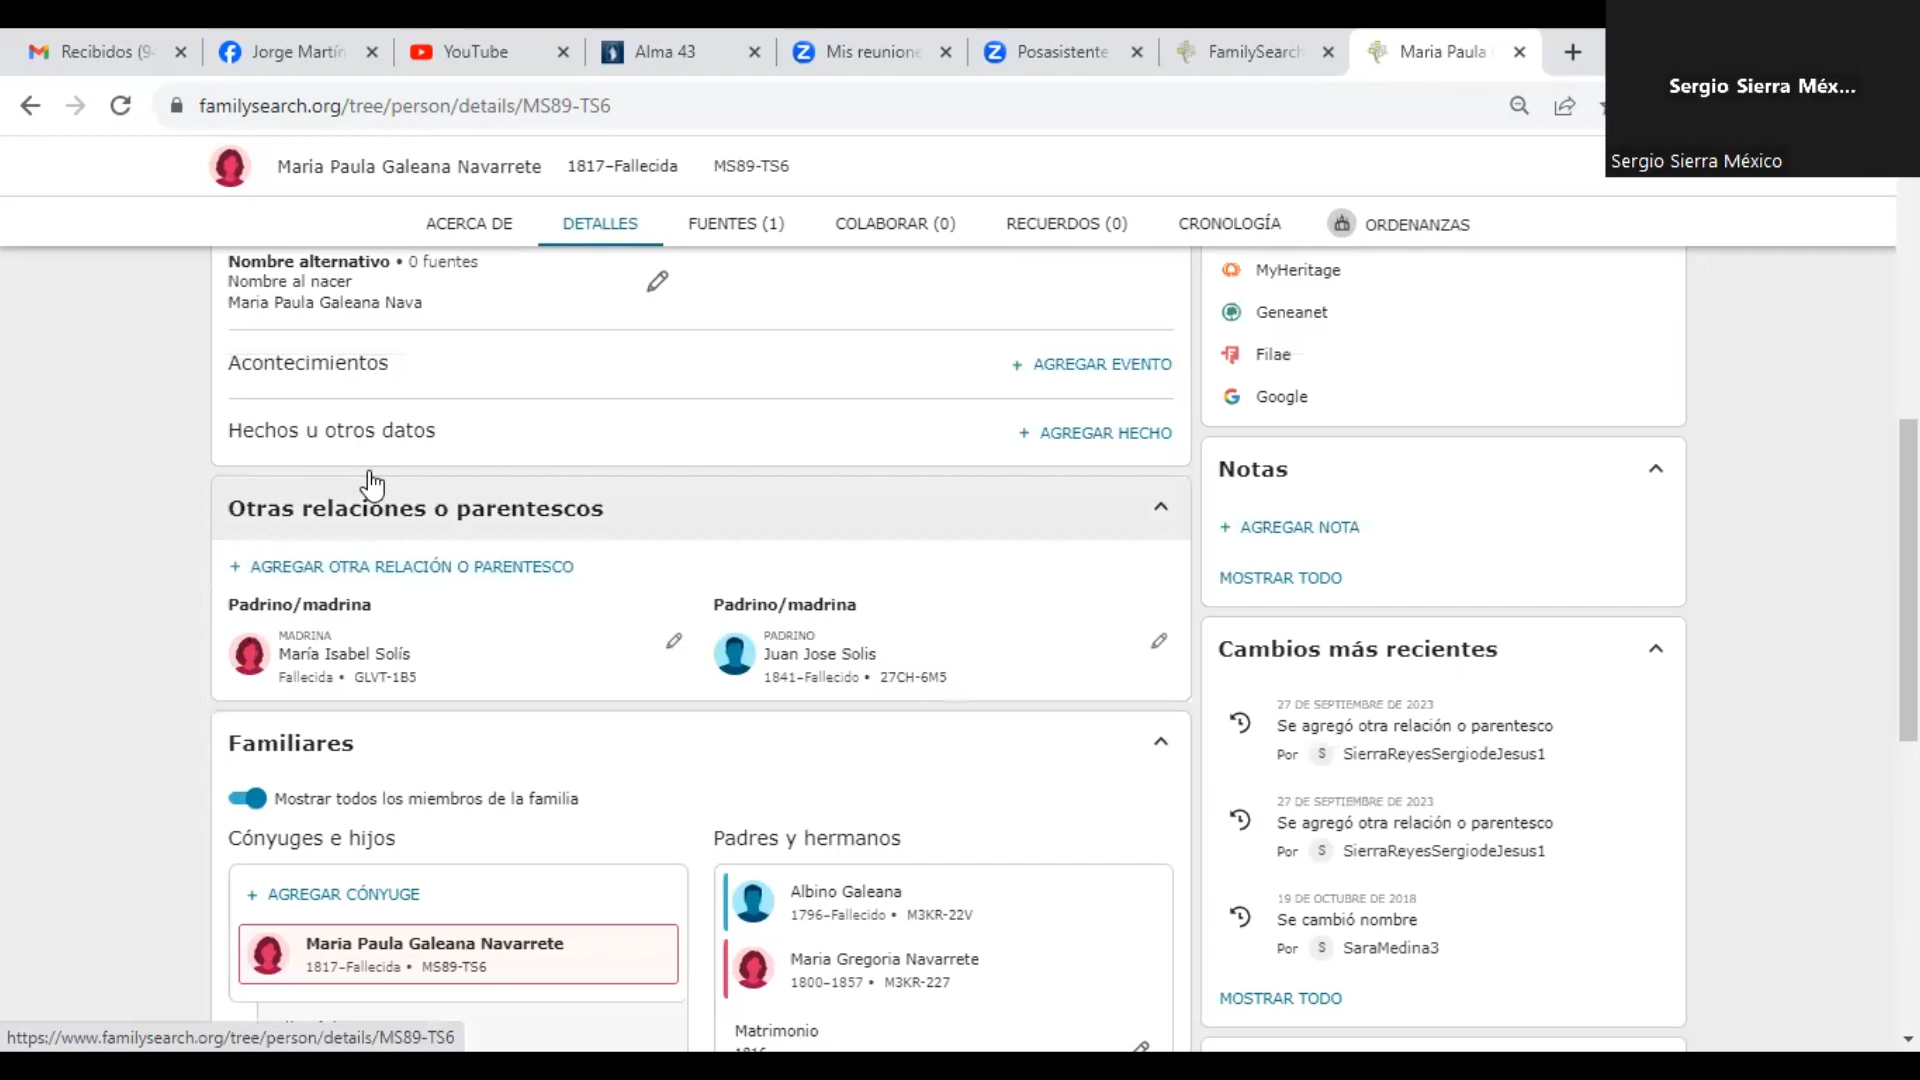 Recibidos (9
Jorge Martín
YouTube
Alma 43
Mis reunione
Posasistente
FamilySearch
Maria Paula
Sergio Sierra Méx...
Sergio Sierra México
familysearch.org/tree/person/details/MS89-TS6
Maria Paula Galeana Navarrete 1817–Fallecida MS89-TS6
ACERCA DE DETALLES FUENTES (1) COLABORAR (0) RECUERDOS (0) CRONOLOGÍA ORDENANZAS
Nombre alternativo • 0 fuentes
Nombre al nacer
Maria Paula Galeana Nava
Acontecimientos
+ AGREGAR EVENTO
Hechos u otros datos
+ AGREGAR HECHO
Otras relaciones o parentescos
+ AGREGAR OTRA RELACIÓN O PARENTESCO
Padrino/madrina
MADRINA
María Isabel Solís
Fallecida • GLVT-1B5
Padrino/madrina
PADRINO
Juan Jose Solis
1841–Fallecido • 27CH-6M5
Familiares
Mostrar todos los miembros de la familia
Cónyuges e hijos
+ AGREGAR CÓNYUGE
Maria Paula Galeana Navarrete
1817–Fallecida • MS89-TS6
Padres y hermanos
Albino Galeana
1796–Fallecido • M3KR-22V
Maria Gregoria Navarrete
1800–1857 • M3KR-227
Matrimonio
MyHeritage
Geneanet
Filae
Google
Notas
+ AGREGAR NOTA
MOSTRAR TODO
Cambios más recientes
27 DE SEPTIEMBRE DE 2023
Se agregó otra relación o parentesco
Por S SierraReyesSergiodeJesus1
27 DE SEPTIEMBRE DE 2023
Se agregó otra relación o parentesco
Por S SierraReyesSergiodeJesus1
19 DE OCTUBRE DE 2018
Se cambió nombre
Por S SaraMedina3
MOSTRAR TODO
https://www.familysearch.org/tree/person/details/MS89-TS6